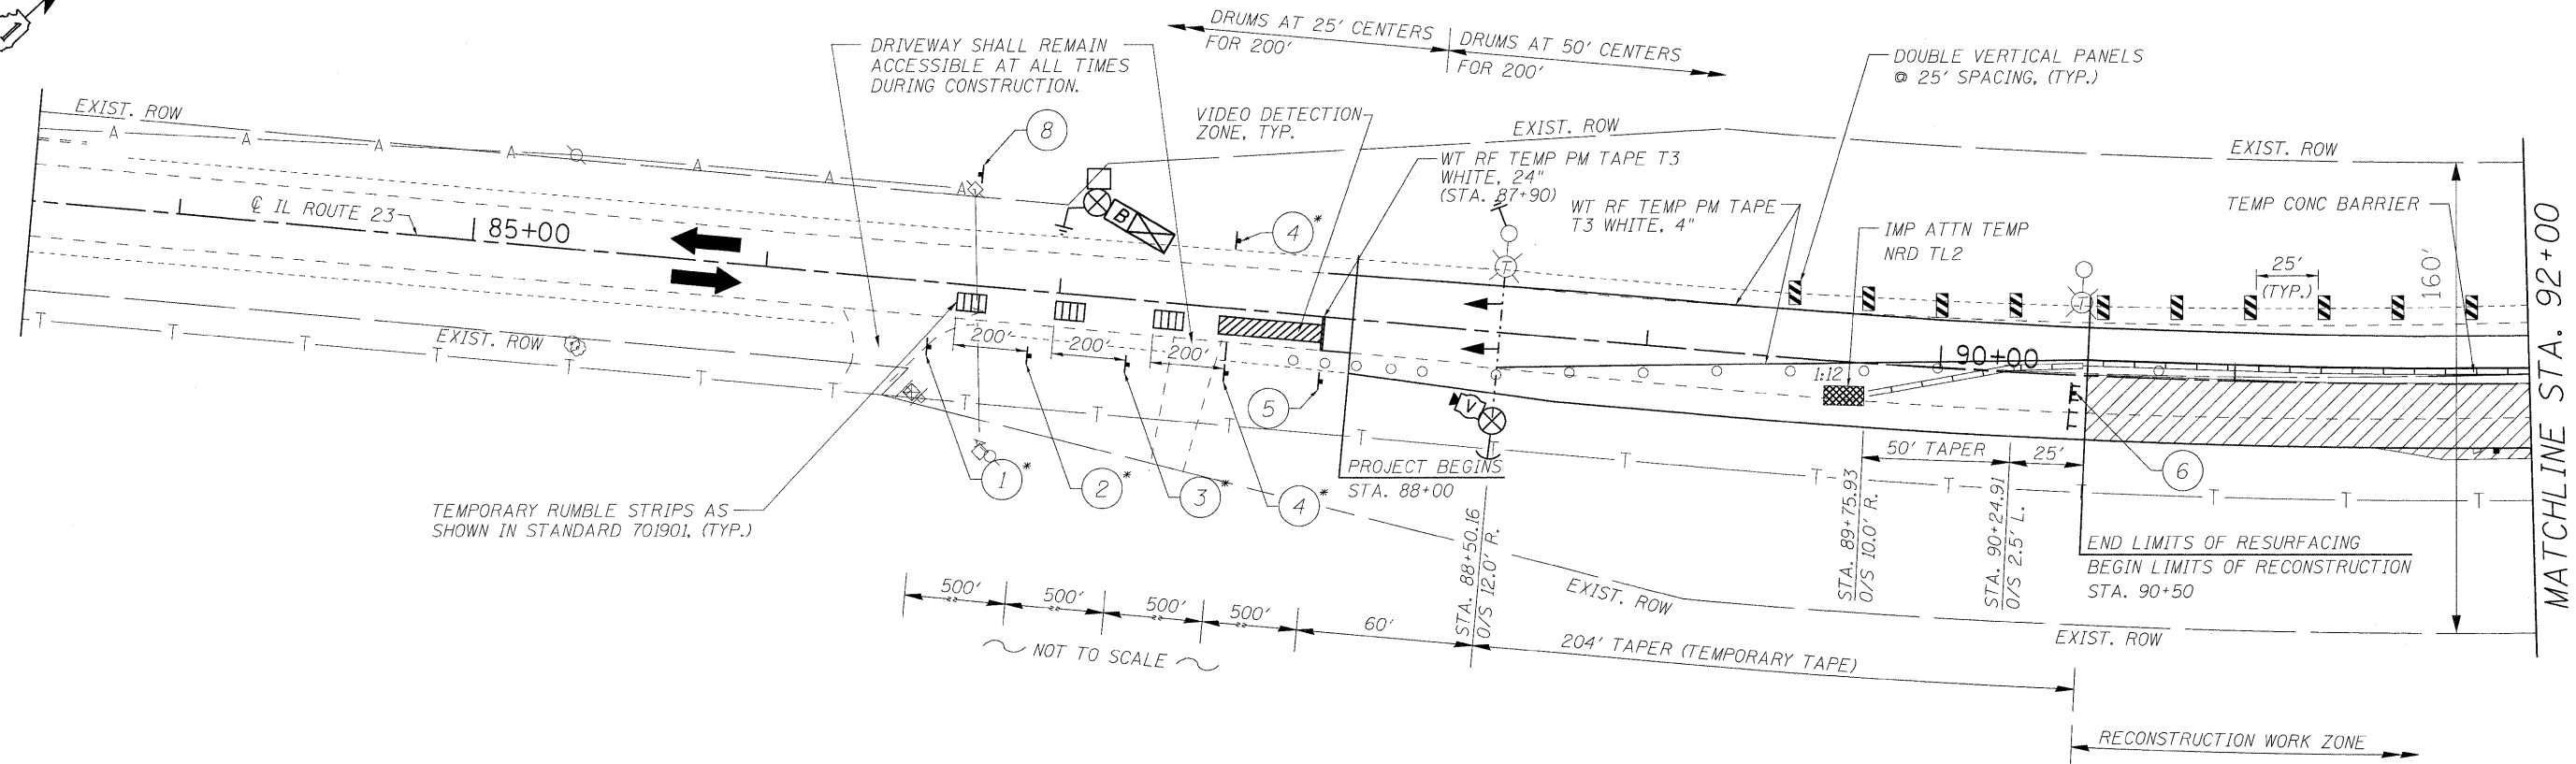 DRUMS AT 25' CENTERS
FOR 200'
DRUMS AT 50' CENTERS
FOR 200'
DRIVEWAY SHALL REMAIN
ACCESSIBLE AT ALL TIMES
DURING CONSTRUCTION.
DOUBLE VERTICAL PANELS
@ 25' SPACING, (TYP.)
EXIST. ROW
A A A A A A A
8
VIDEO DETECTION
ZONE, TYP.
EXIST. ROW
EXIST. ROW
WT RF TEMP PM TAPE T3
WHITE, 24"
(STA. 87+90)
WT RF TEMP PM TAPE
T3 WHITE, 4"
IMP ATTN TEMP
NRD TL2
TEMP CONC BARRIER
℄ IL ROUTE 23
85+00
B
4*
T
T
25'
(TYP.)
160'
MATCHLINE STA. 92+00
EXIST. ROW
200'
200'
200'
90+00
1:12
5
V
PROJECT BEGINS
STA. 88+00
50' TAPER
25'
6
1*
2*
3*
4*
T T T T T T T T T T T T T T T T T
TEMPORARY RUMBLE STRIPS AS
SHOWN IN STANDARD 701901, (TYP.)
STA. 88+50.16
O/S 12.0' R.
STA. 89+75.93
O/S 10.0' R.
STA. 90+24.91
O/S 2.5' L.
END LIMITS OF RESURFACING
BEGIN LIMITS OF RECONSTRUCTION
STA. 90+50
EXIST. ROW
EXIST. ROW
500'
500'
500'
500'
60'
204' TAPER (TEMPORARY TAPE)
NOT TO SCALE
RECONSTRUCTION WORK ZONE